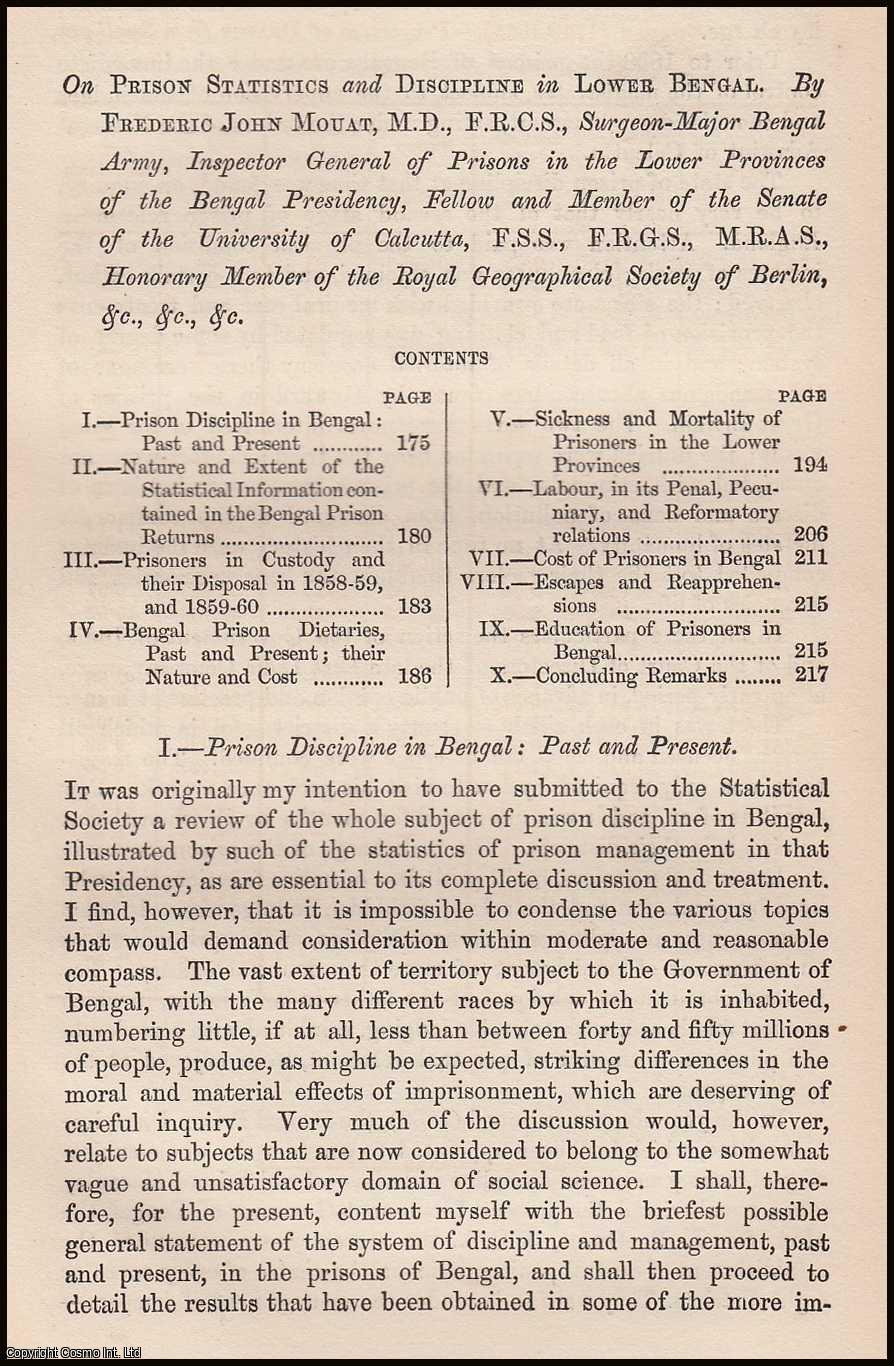 On Prison Statistics and Discipline in Lower Bengal. By
Frederic John Mouat, M.D., F.R.C.S., Surgeon-Major Bengal
Army, Inspector General of Prisons in the Lower Provinces
of the Bengal Presidency, Fellow and Member of the Senate
of the University of Calcutta, F.S.S., F.R.G.S., M.R.A.S.,
Honorary Member of the Royal Geographical Society of Berlin,
&c., &c., &c.
CONTENTS
PAGE
I.—Prison Discipline in Bengal:
Past and Present ............ 175
II.—Nature and Extent of the
Statistical Information con-
tained in the Bengal Prison
Returns ........................... 180
III.—Prisoners in Custody and
their Disposal in 1858-59,
and 1859-60 ................... 183
IV.—Bengal Prison Dietaries,
Past and Present; their
Nature and Cost ............ 186
PAGE
V.—Sickness and Mortality of
Prisoners in the Lower
Provinces ................... 194
VI.—Labour, in its Penal, Pecu-
niary, and Reformatory
relations ....................... 206
VII.—Cost of Prisoners in Bengal 211
VIII.—Escapes and Reapprehen-
sions ........................... 215
IX.—Education of Prisoners in
Bengal........................... 215
X.—Concluding Remarks ........ 217
I.—Prison Discipline in Bengal: Past and Present.
It was originally my intention to have submitted to the Statistical
Society a review of the whole subject of prison discipline in Bengal,
illustrated by such of the statistics of prison management in that
Presidency, as are essential to its complete discussion and treatment.
I find, however, that it is impossible to condense the various topics
that would demand consideration within moderate and reasonable
compass. The vast extent of territory subject to the Government of
Bengal, with the many different races by which it is inhabited,
numbering little, if at all, less than between forty and fifty millions
of people, produce, as might be expected, striking differences in the
moral and material effects of imprisonment, which are deserving of
careful inquiry. Very much of the discussion would, however,
relate to subjects that are now considered to belong to the somewhat
vague and unsatisfactory domain of social science. I shall, there-
fore, for the present, content myself with the briefest possible
general statement of the system of discipline and management, past
and present, in the prisons of Bengal, and shall then proceed to
detail the results that have been obtained in some of the more im-
Copyright Cosmo Int. Ltd